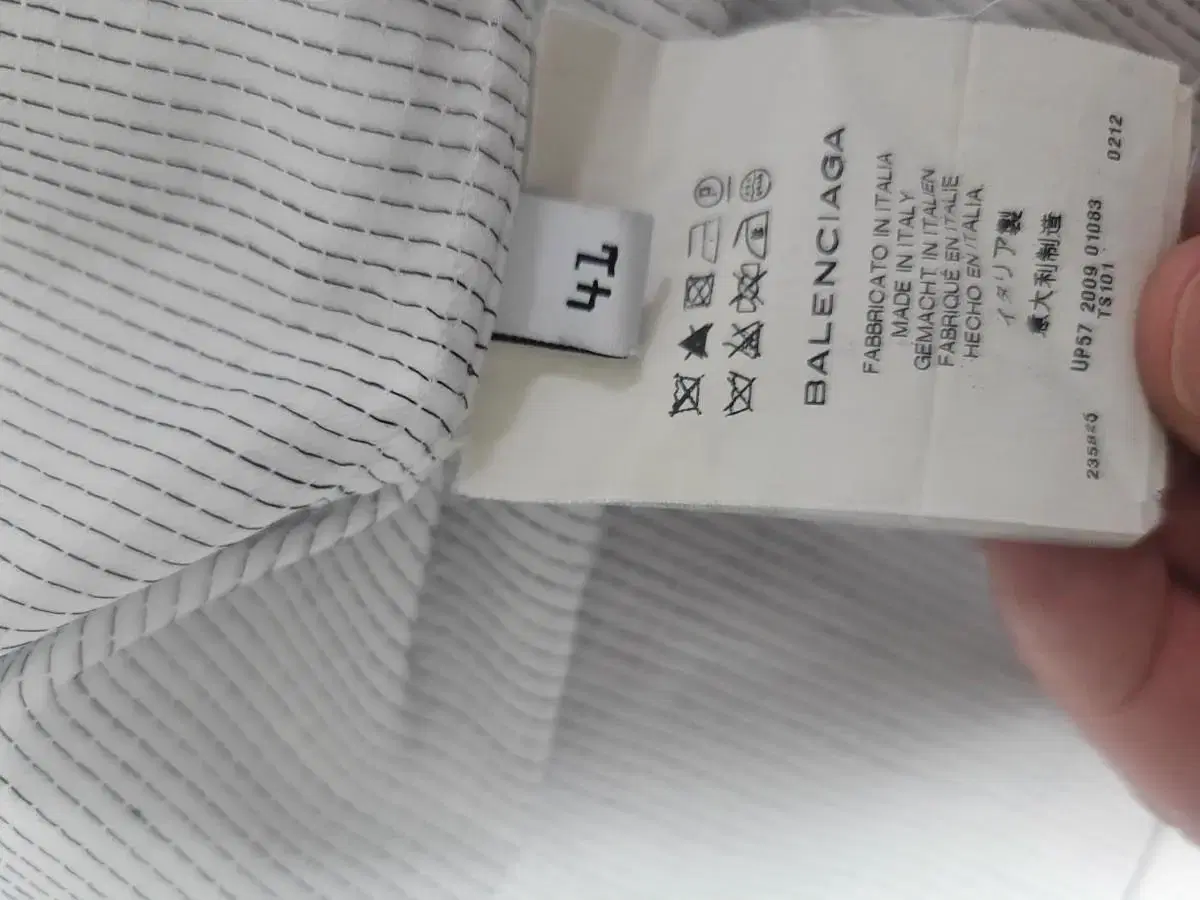 41
P
BALENCIAGA
FABBRICATO IN ITALIA
MADE IN ITALY
GEMACHT IN ITALIEN
FABRIQUÉ EN ITALIE
HECHO EN ITALIA
イタリア製
意大利制造
UP57 2009 01083 0212
TS101